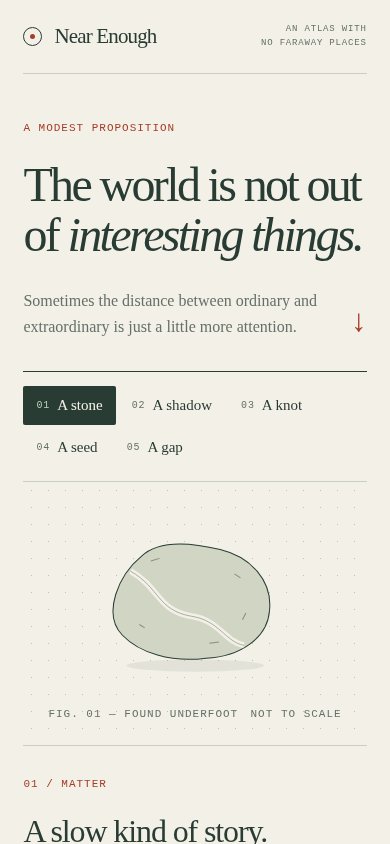 Near Enough
AN ATLAS WITH
NO FARAWAY PLACES
A MODEST PROPOSITION
The world is not out
of interesting things.
Sometimes the distance between ordinary and
extraordinary is just a little more attention.
↓
01 A stone
02 A shadow
03 A knot
04 A seed
05 A gap
FIG. 01 — FOUND UNDERFOOT
NOT TO SCALE
01 / MATTER
A slow kind of story.